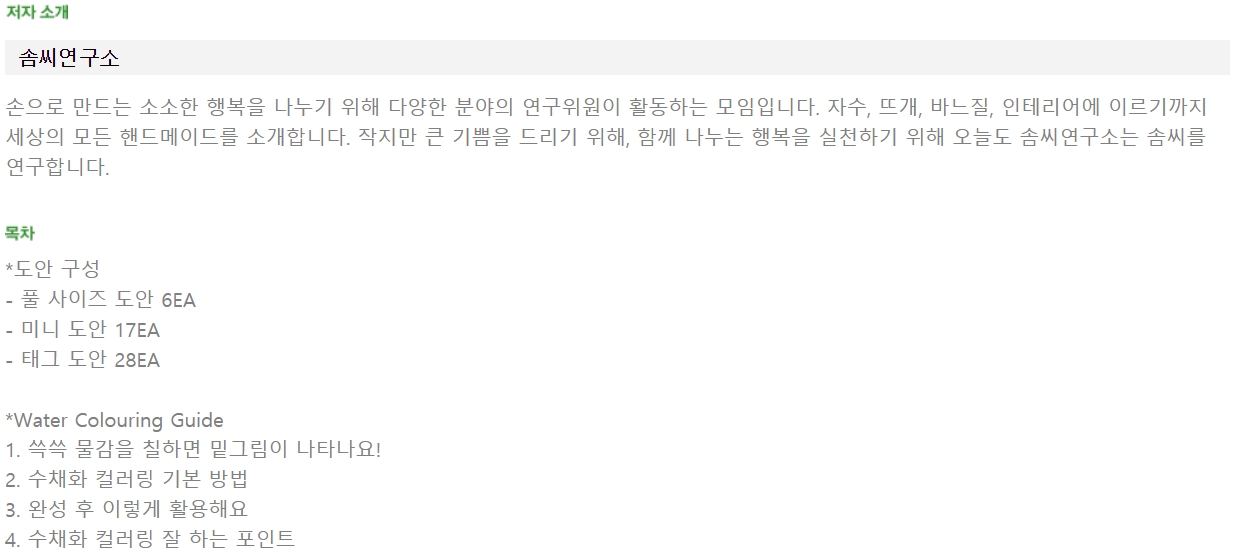 저자 소개
솜씨연구소
손으로 만드는 소소한 행복을 나누기 위해 다양한 분야의 연구위원이 활동하는 모임입니다. 자수, 뜨개, 바느질, 인테리어에 이르기까지
세상의 모든 핸드메이드를 소개합니다. 작지만 큰 기쁨을 드리기 위해, 함께 나누는 행복을 실천하기 위해 오늘도 솜씨연구소는 솜씨를
연구합니다.
목차
*도안 구성
- 풀 사이즈 도안 6EA
- 미니 도안 17EA
- 태그 도안 28EA
*Water Colouring Guide
1. 쓱쓱 물감을 칠하면 밑그림이 나타나요!
2. 수채화 컬러링 기본 방법
3. 완성 후 이렇게 활용해요
4. 수채화 컬러링 잘 하는 포인트